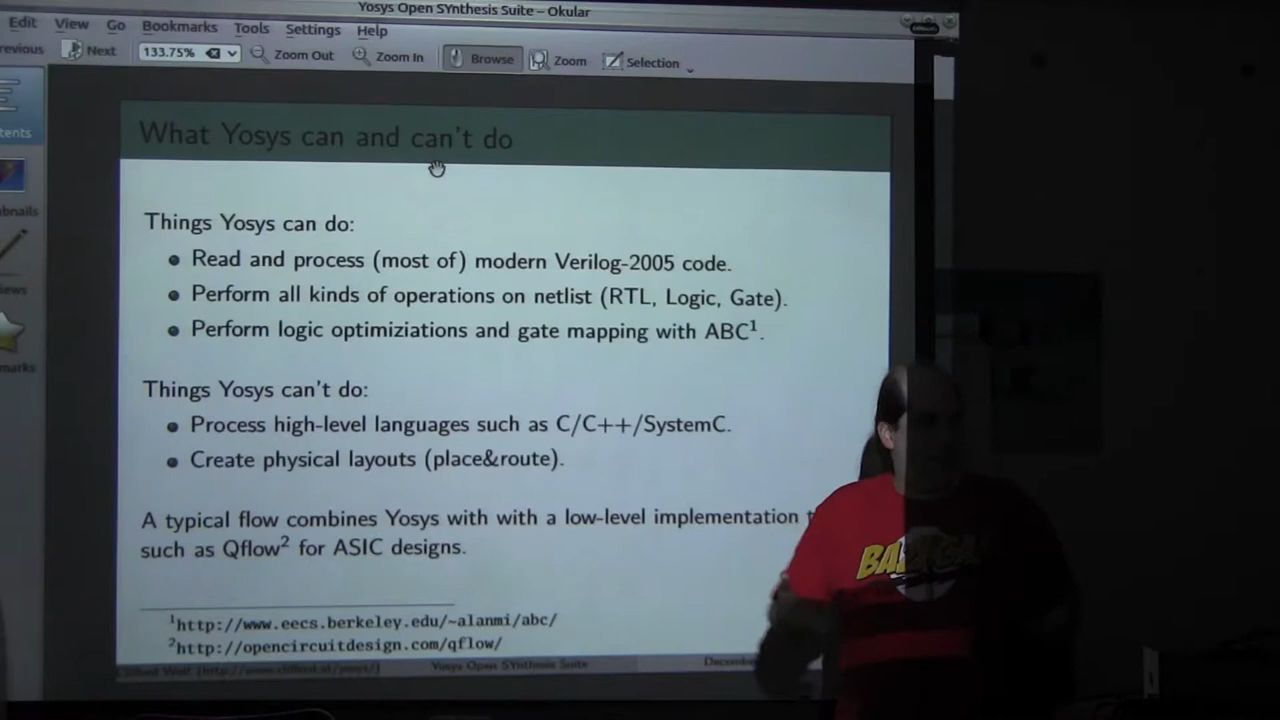 Yosys Open SYnthesis Suite – Okular
Edit View Go Bookmarks Tools Settings Help
Next 133.75% Zoom Out Zoom In Browse Zoom Selection
What Yosys can and can't do
Things Yosys can do:
Read and process (most of) modern Verilog-2005 code.
Perform all kinds of operations on netlist (RTL, Logic, Gate).
Perform logic optimiziations and gate mapping with ABC¹.
Things Yosys can't do:
Process high-level languages such as C/C++/SystemC.
Create physical layouts (place&route).
A typical flow combines Yosys with with a low-level implementation
such as Qflow² for ASIC designs.
¹http://www.eecs.berkeley.edu/~alanmi/abc/
²http://opencircuitdesign.com/qflow/
Yosys Open SYnthesis Suite